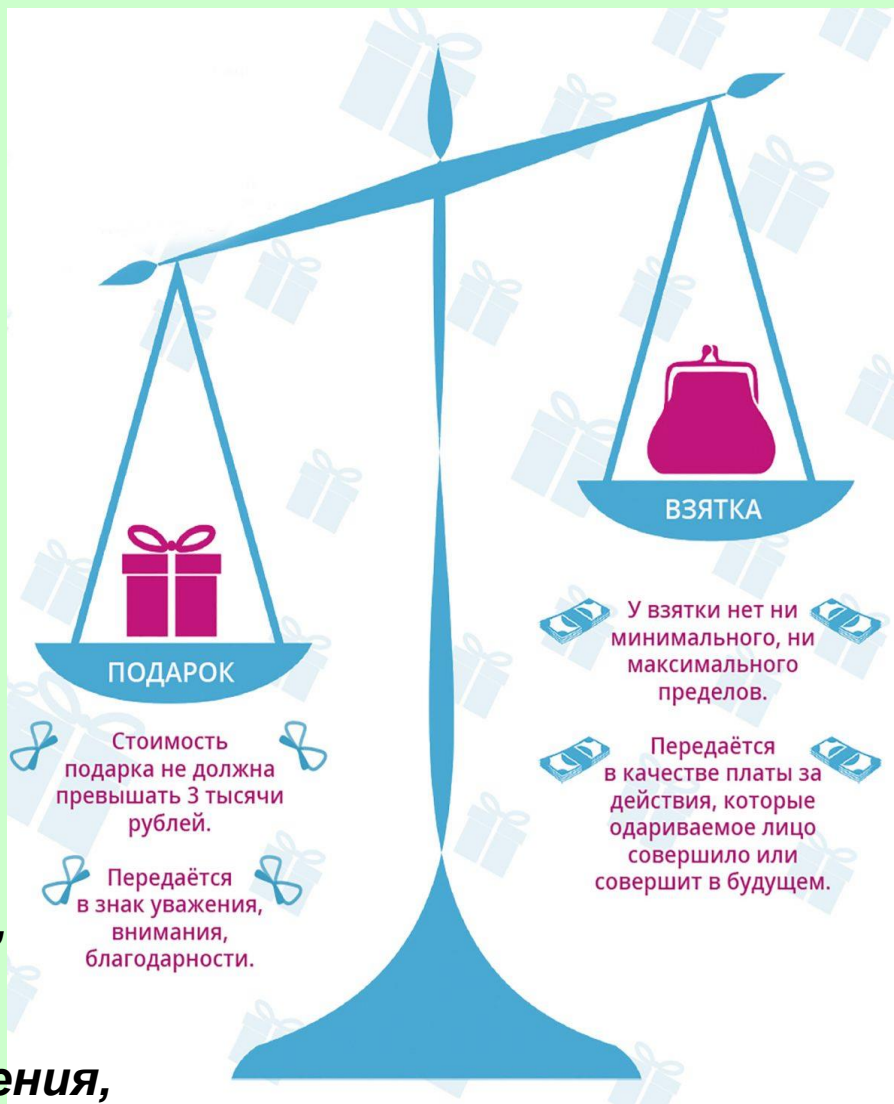 ВЗЯТКА
У взятки нет ни
минимального, ни
максимального
пределов.
Передаётся
в качестве платы за
действия, которые
одариваемое лицо
совершило или
совершит в будущем.
ПОДАРОК
Стоимость
подарка не должна
превышать 3 тысячи
рублей.
Передаётся
в знак уважения,
внимания,
благодарности.